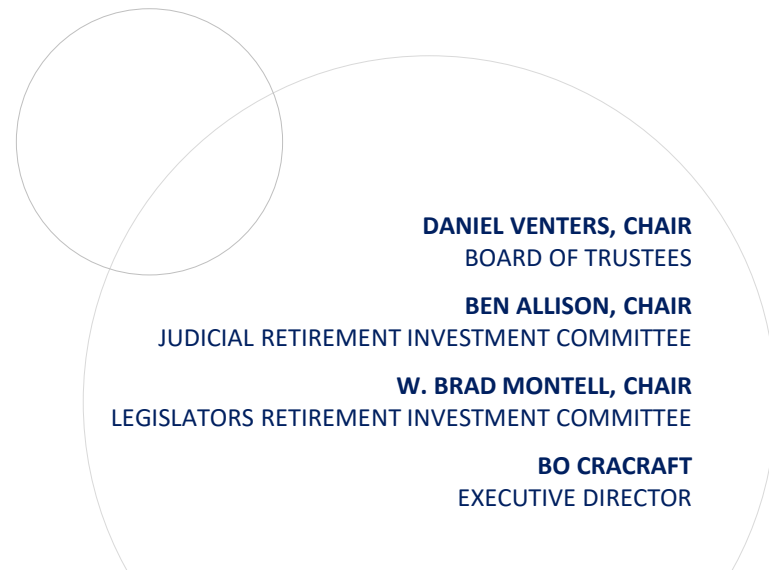 DANIEL VENTERS, CHAIR
BOARD OF TRUSTEES
BEN ALLISON, CHAIR
JUDICIAL RETIREMENT INVESTMENT COMMITTEE
W. BRAD MONTELL, CHAIR
LEGISLATORS RETIREMENT INVESTMENT COMMITTEE
BO CRACRAFT
EXECUTIVE DIRECTOR